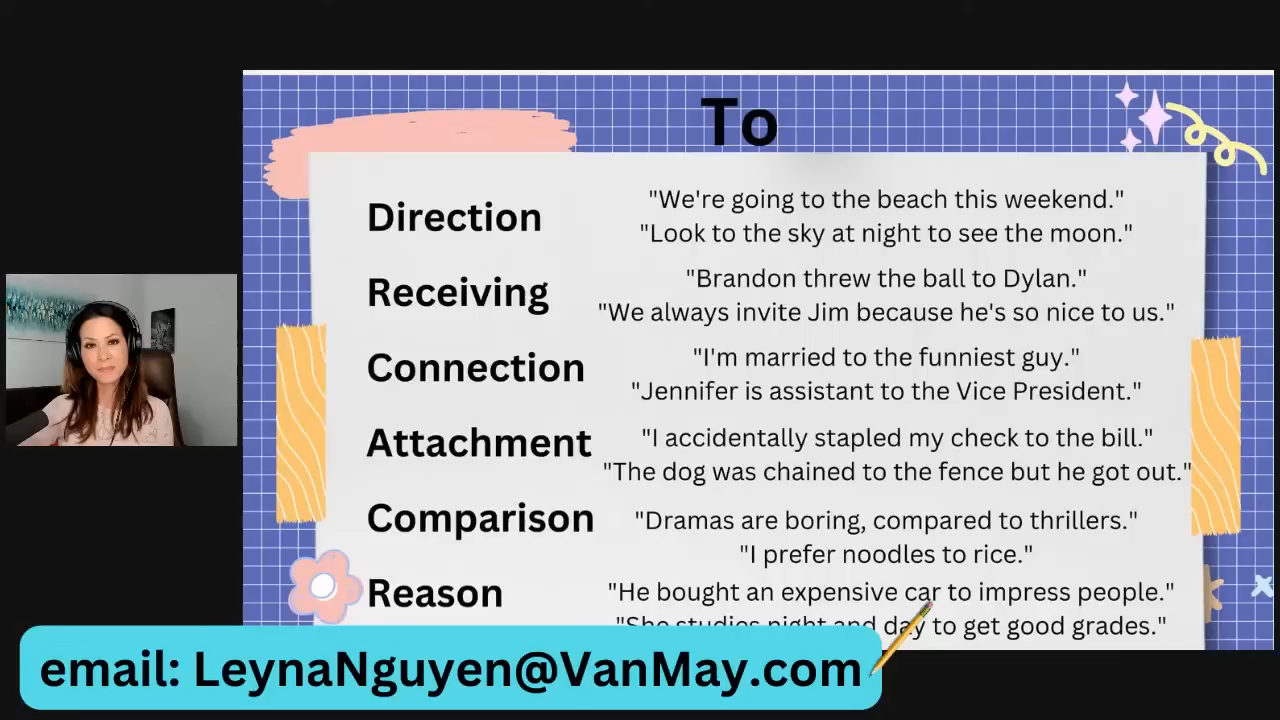 To
Direction
"We're going to the beach this weekend."
"Look to the sky at night to see the moon."
Receiving
"Brandon threw the ball to Dylan."
"We always invite Jim because he's so nice to us."
Connection
"I'm married to the funniest guy."
"Jennifer is assistant to the Vice President."
Attachment
"I accidentally stapled my check to the bill."
"The dog was chained to the fence but he got out."
Comparison
"Dramas are boring, compared to thrillers."
"I prefer noodles to rice."
Reason
"He bought an expensive car to impress people."
"She studies night and day to get good grades."
email: LeynaNguyen@VanMay.com